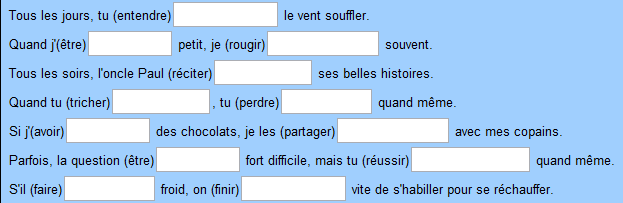 Tous les jours, tu (entendre) le vent souffler.
Quand j'(être) petit, je (rougir) souvent.
Tous les soirs, l'oncle Paul (réciter) ses belles histoires.
Quand tu (tricher) , tu (perdre) quand même.
Si j'(avoir) des chocolats, je les (partager) avec mes copains.
Parfois, la question (être) fort difficile, mais tu (réussir) quand même.
S'il (faire) froid, on (finir) vite de s'habiller pour se réchauffer.